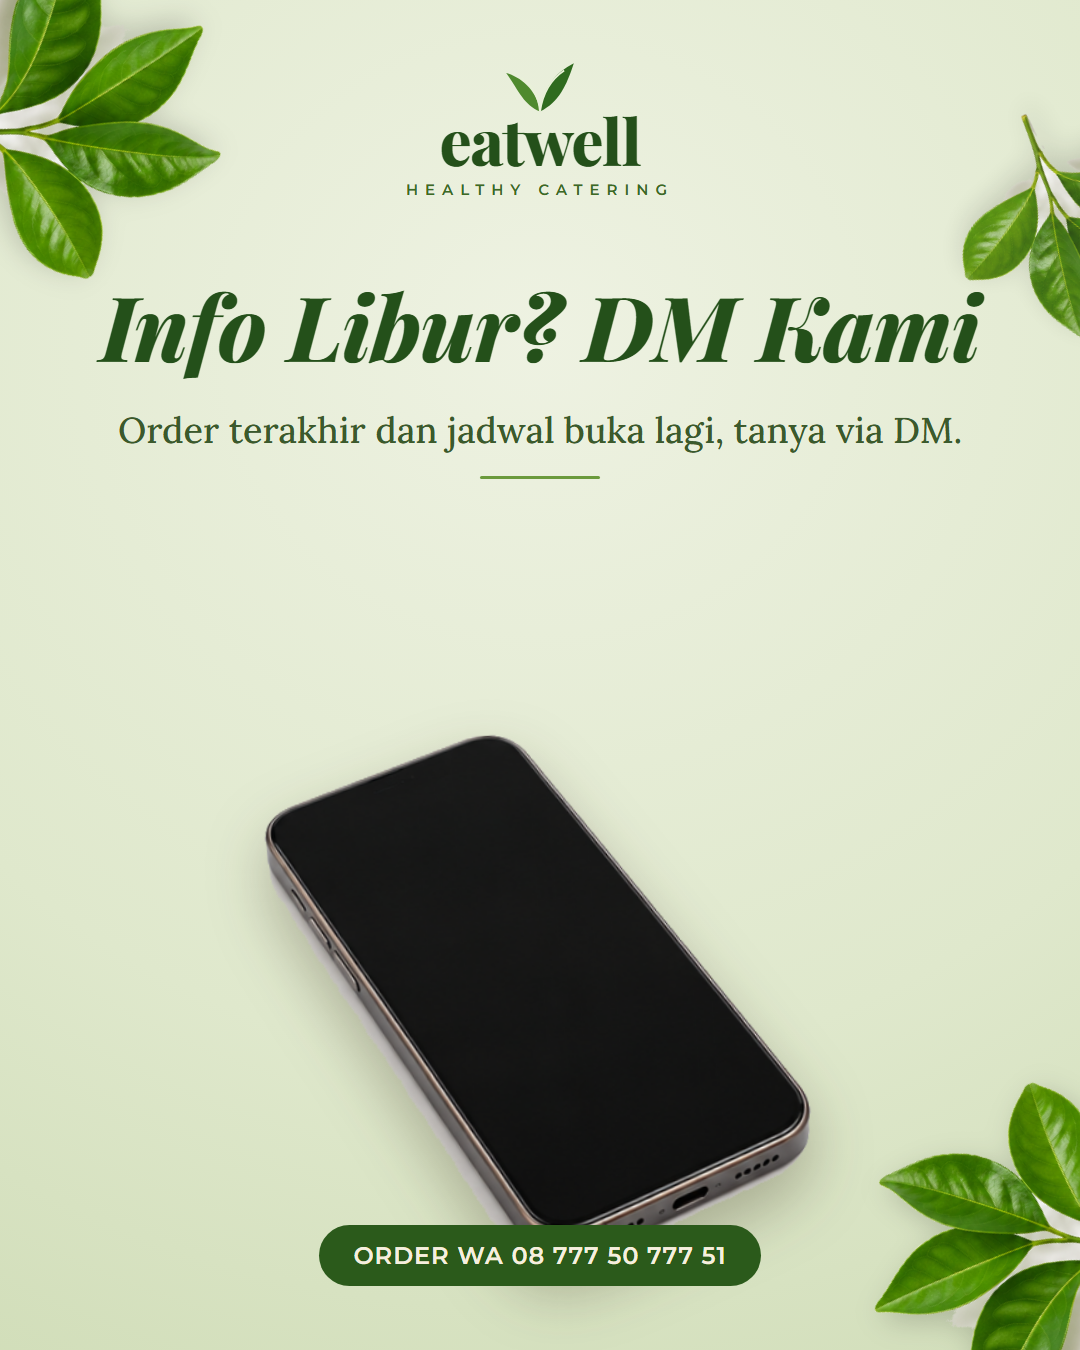 eatwell
HEALTHY CATERING
Info Libur? DM Kami
Order terakhir dan jadwal buka lagi, tanya via DM.
ORDER WA 08 777 50 777 51